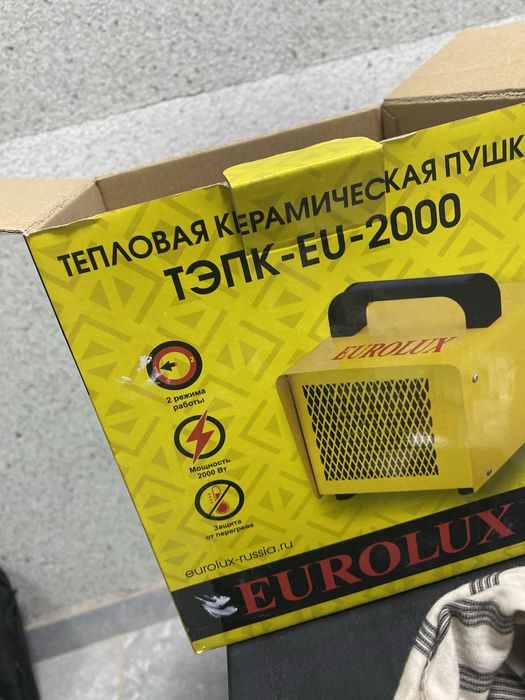 ТЕПЛОВАЯ КЕРАМИЧЕСКАЯ ПУШК
ТЭПК-EU-2000
EUROLUX
2 режима
работы
Мощность
2000 Вт
Защита
от перегрева
eurolux-russia.ru
EUROLUX